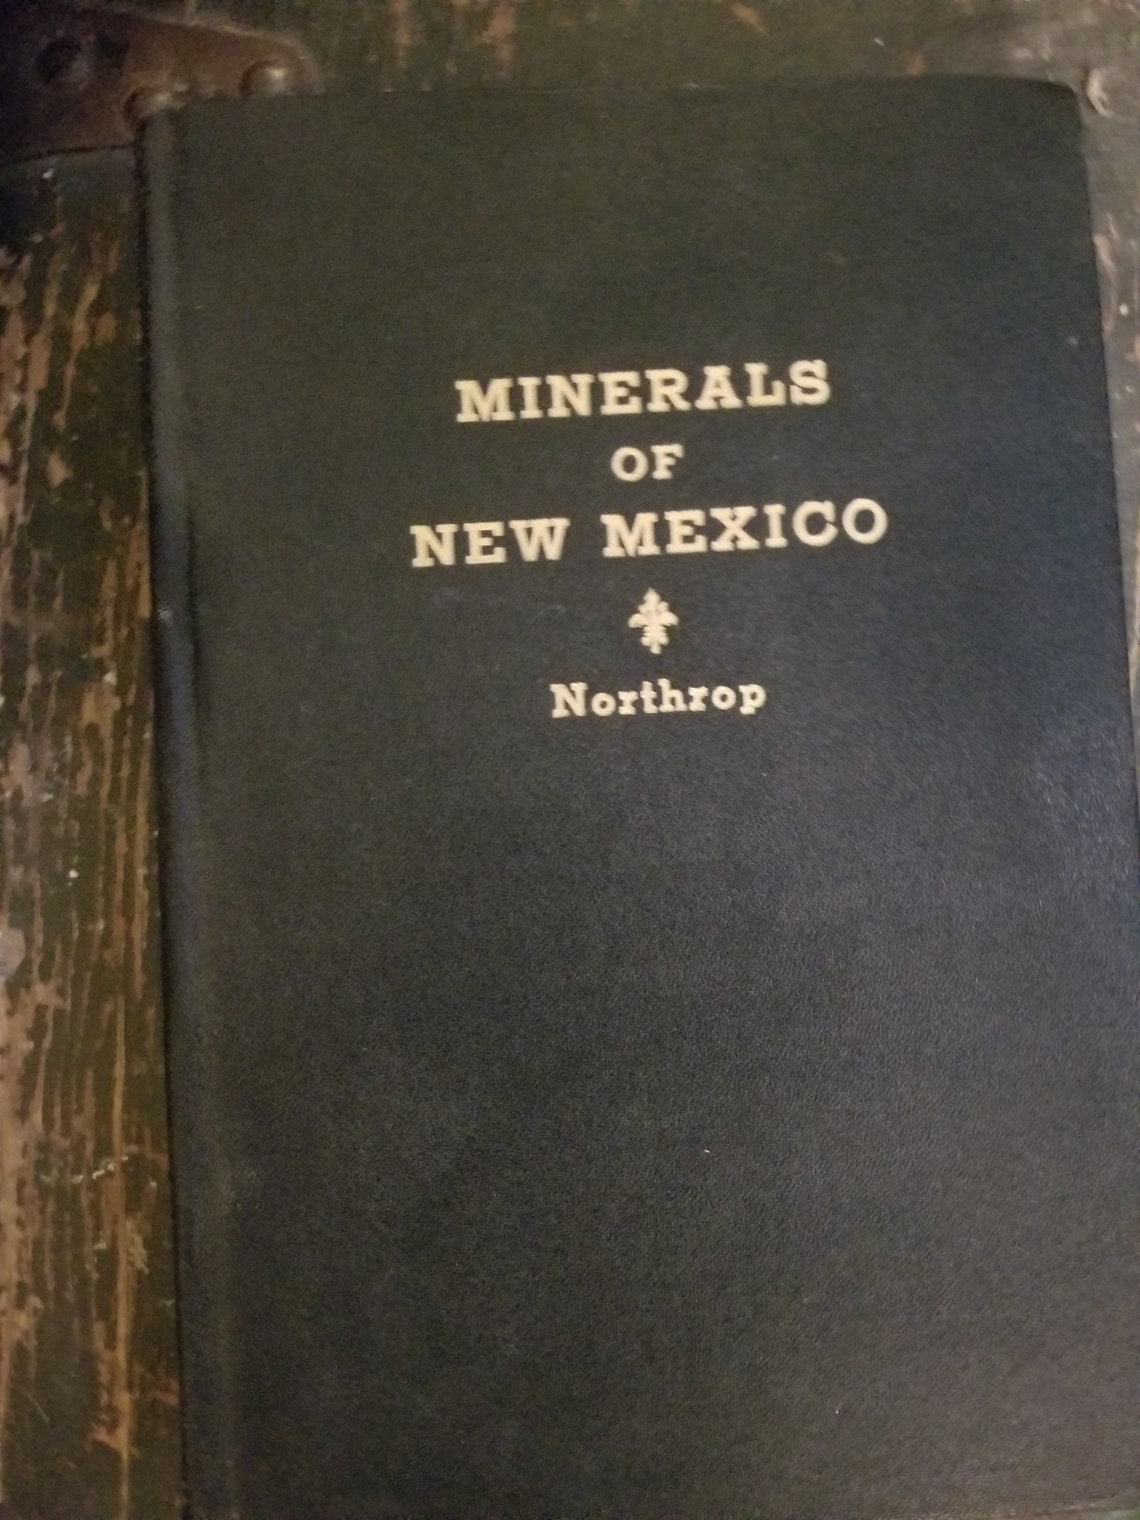 MINERALS
OF
NEW MEXICO
Northrop